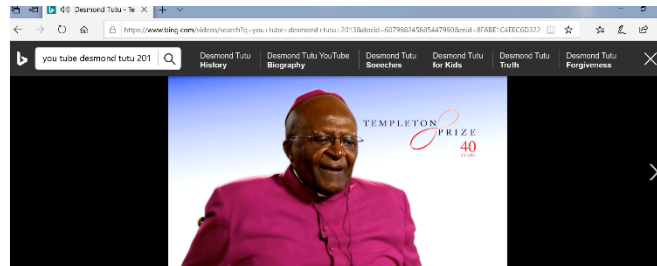 Desmond Tutu - Te
https://www.bing.com/videos/search?q=you+tube+desmond+tutu+2013&docid=607998245885447990&mid=8FABE1C4EEC6D322
you tube desmond tutu 201
Desmond Tutu History
Desmond Tutu YouTube Biography
Desmond Tutu Speeches
Desmond Tutu for Kids
Desmond Tutu Truth
Desmond Tutu Forgiveness
TEMPLETON
PRIZE
40
YEARS